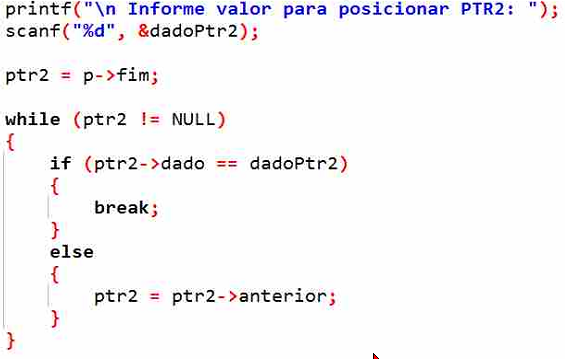 printf("\n Informe valor para posicionar PTR2: ");
scanf("%d", &dadoPtr2);
ptr2 = p->fim;
while (ptr2 != NULL)
{
if (ptr2->dado == dadoPtr2)
{
break;
}
else
{
ptr2 = ptr2->anterior;
}
}